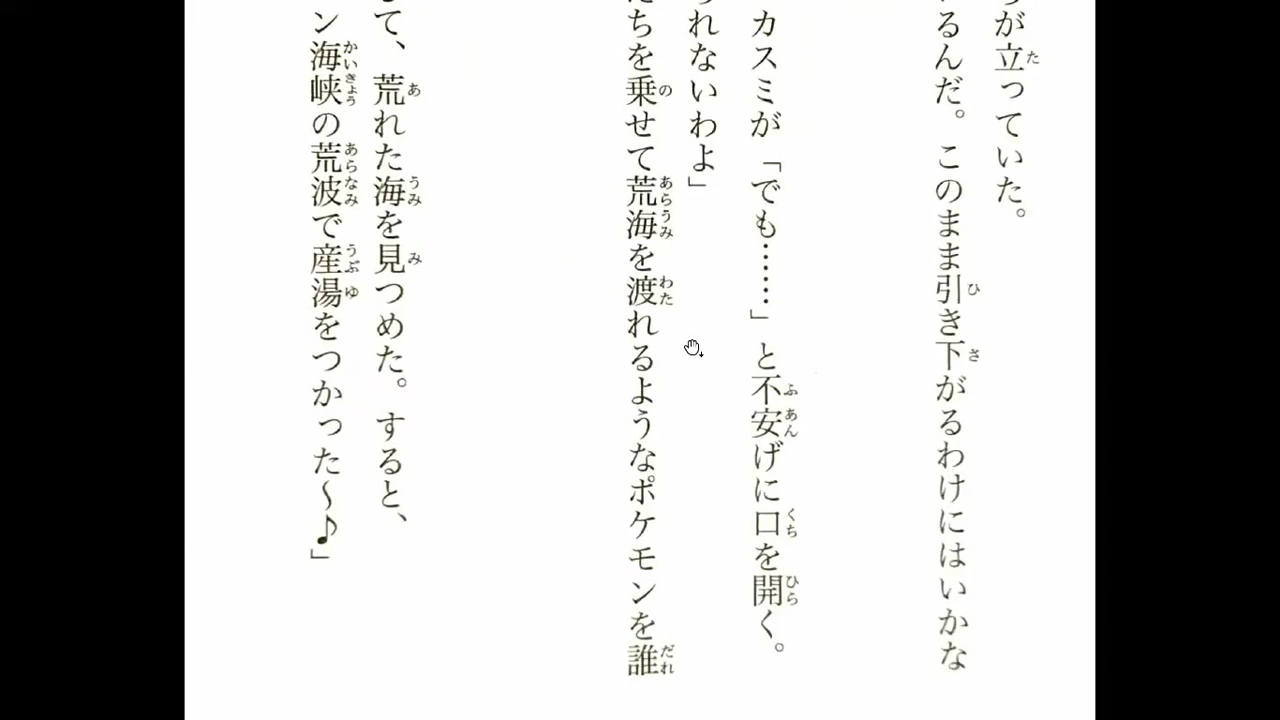 が立っていた。
るんだ。このまま引き下がるわけにはいかな
カスミが「でも……」と不安げに口を開く。
れないわよ」
ちを乗せて荒海を渡れるようなポケモンを誰
て、荒れた海を見つめた。すると、
ン海峡の荒波で産湯をつかった～♪」